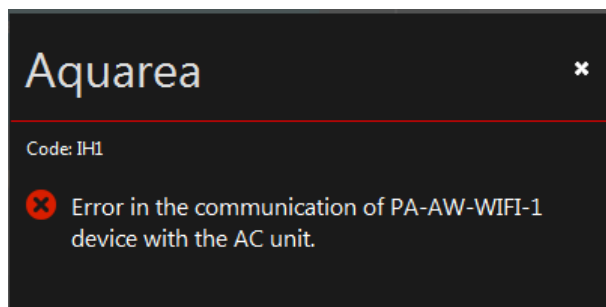 Aquarea
Code: IH1
Error in the communication of PA-AW-WIFI-1
device with the AC unit.